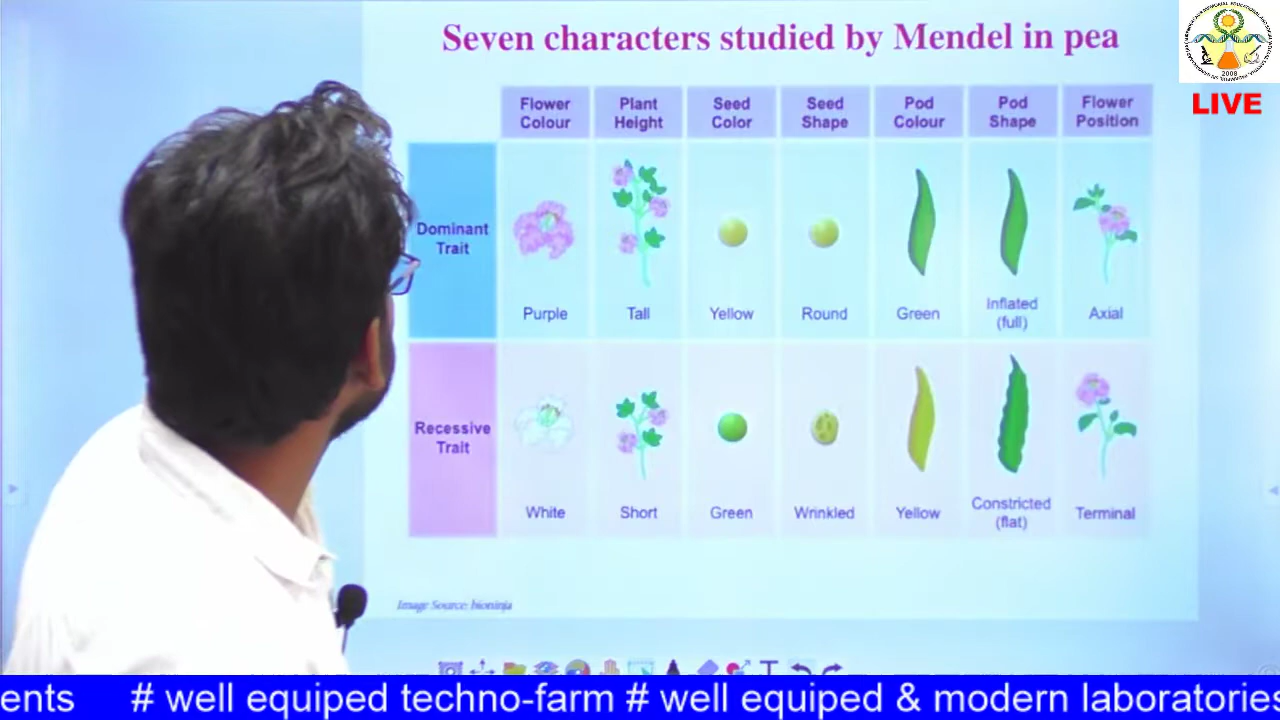 Seven characters studied by Mendel in pea
LIVE
2008
Flower Colour
Plant Height
Seed Color
Seed Shape
Pod Colour
Pod Shape
Flower Position
Dominant Trait
Purple
Tall
Yellow
Round
Green
Inflated (full)
Axial
Recessive Trait
White
Short
Green
Wrinkled
Yellow
Constricted (flat)
Terminal
Image Source: bioninja
ents # well equiped techno-farm # well equiped & modern laboratories